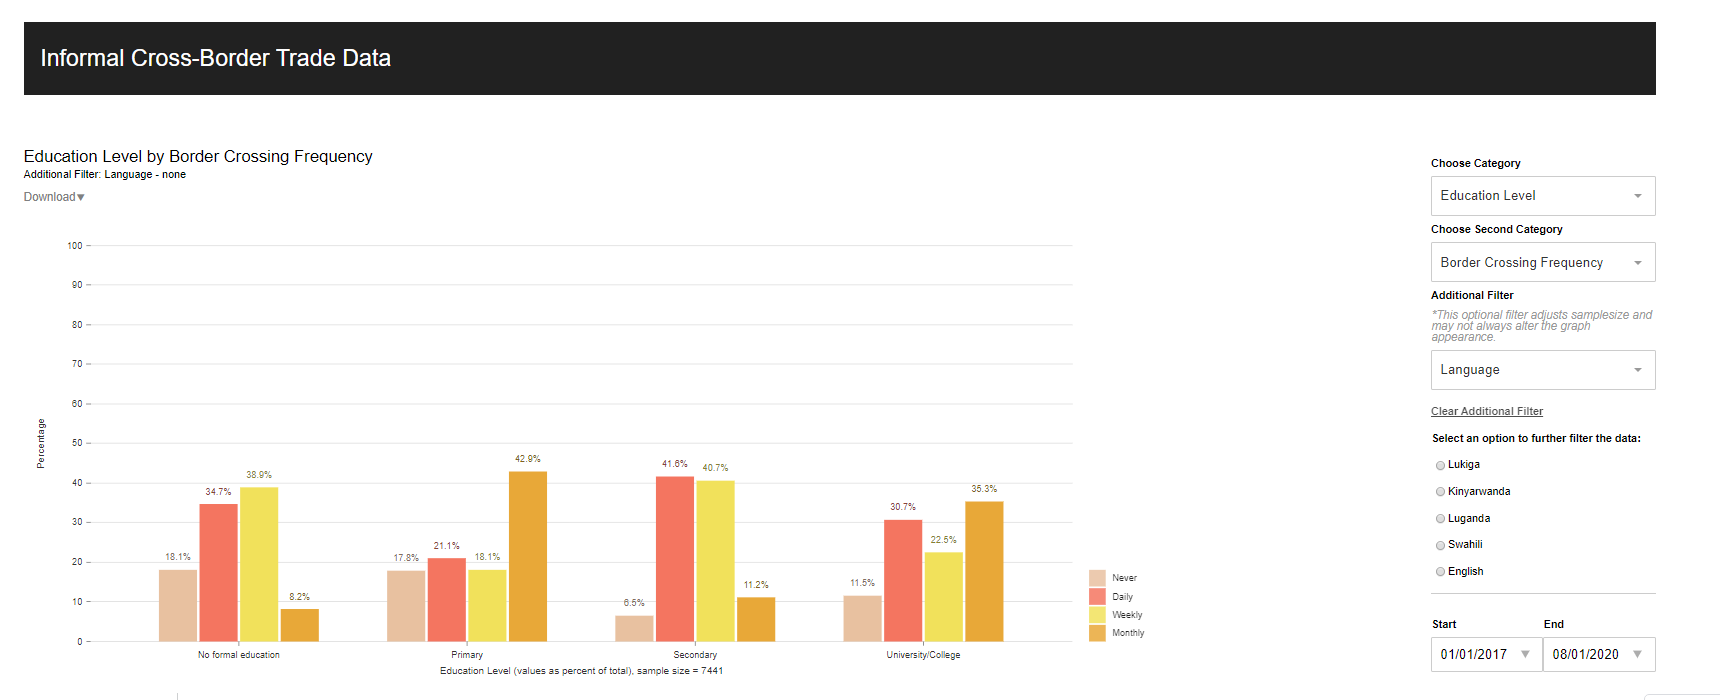 Informal Cross-Border Trade Data
Education Level by Border Crossing Frequency
Additional Filter: Language - none
Download▼
100
90
80
70
60
50
40
30
20
10
0
Percentage
18.1%
34.7%
38.9%
8.2%
17.8%
21.1%
18.1%
42.9%
6.5%
41.6%
40.7%
11.2%
11.5%
30.7%
22.5%
35.3%
No formal education
Primary
Secondary
University/College
Education Level (values as percent of total), sample size = 7441
Never
Daily
Weekly
Monthly
Choose Category
Education Level
Choose Second Category
Border Crossing Frequency
Additional Filter
*This optional filter adjusts samplesize and
may not always alter the graph
appearance.
Language
Clear Additional Filter
Select an option to further filter the data:
Lukiga
Kinyarwanda
Luganda
Swahili
English
Start End
01/01/2017 ▼ 08/01/2020 ▼